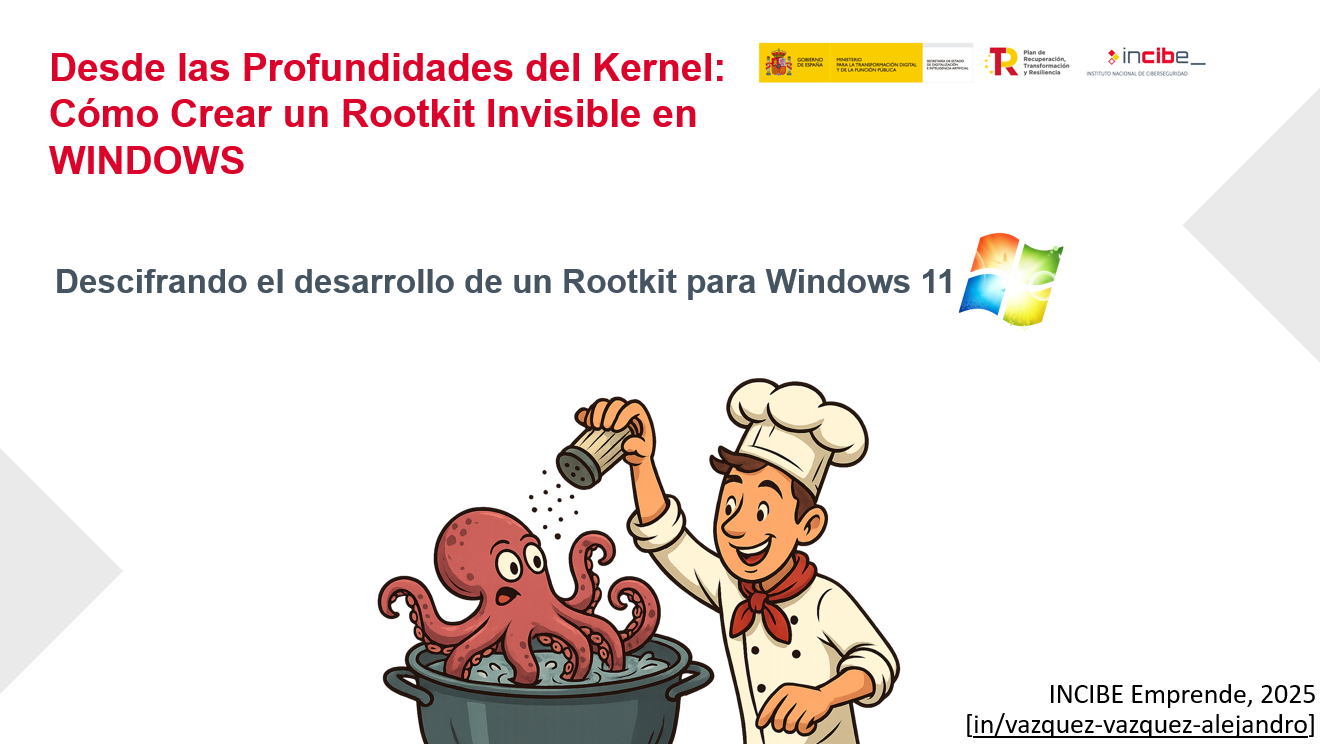 Desde las Profundidades del Kernel:
Cómo Crear un Rootkit Invisible en
WINDOWS
GOBIERNO
DE ESPAÑA
MINISTERIO
PARA LA TRANSFORMACIÓN DIGITAL
Y DE LA FUNCIÓN PÚBLICA
SECRETARÍA DE ESTADO
DE DIGITALIZACIÓN
E INTELIGENCIA ARTIFICIAL
TR
Plan de
Recuperación,
Transformación
y Resiliencia
incibe_
INSTITUTO NACIONAL DE CIBERSEGURIDAD
Descifrando el desarrollo de un Rootkit para Windows 11
INCIBE Emprende, 2025
[in/vazquez-vazquez-alejandro]